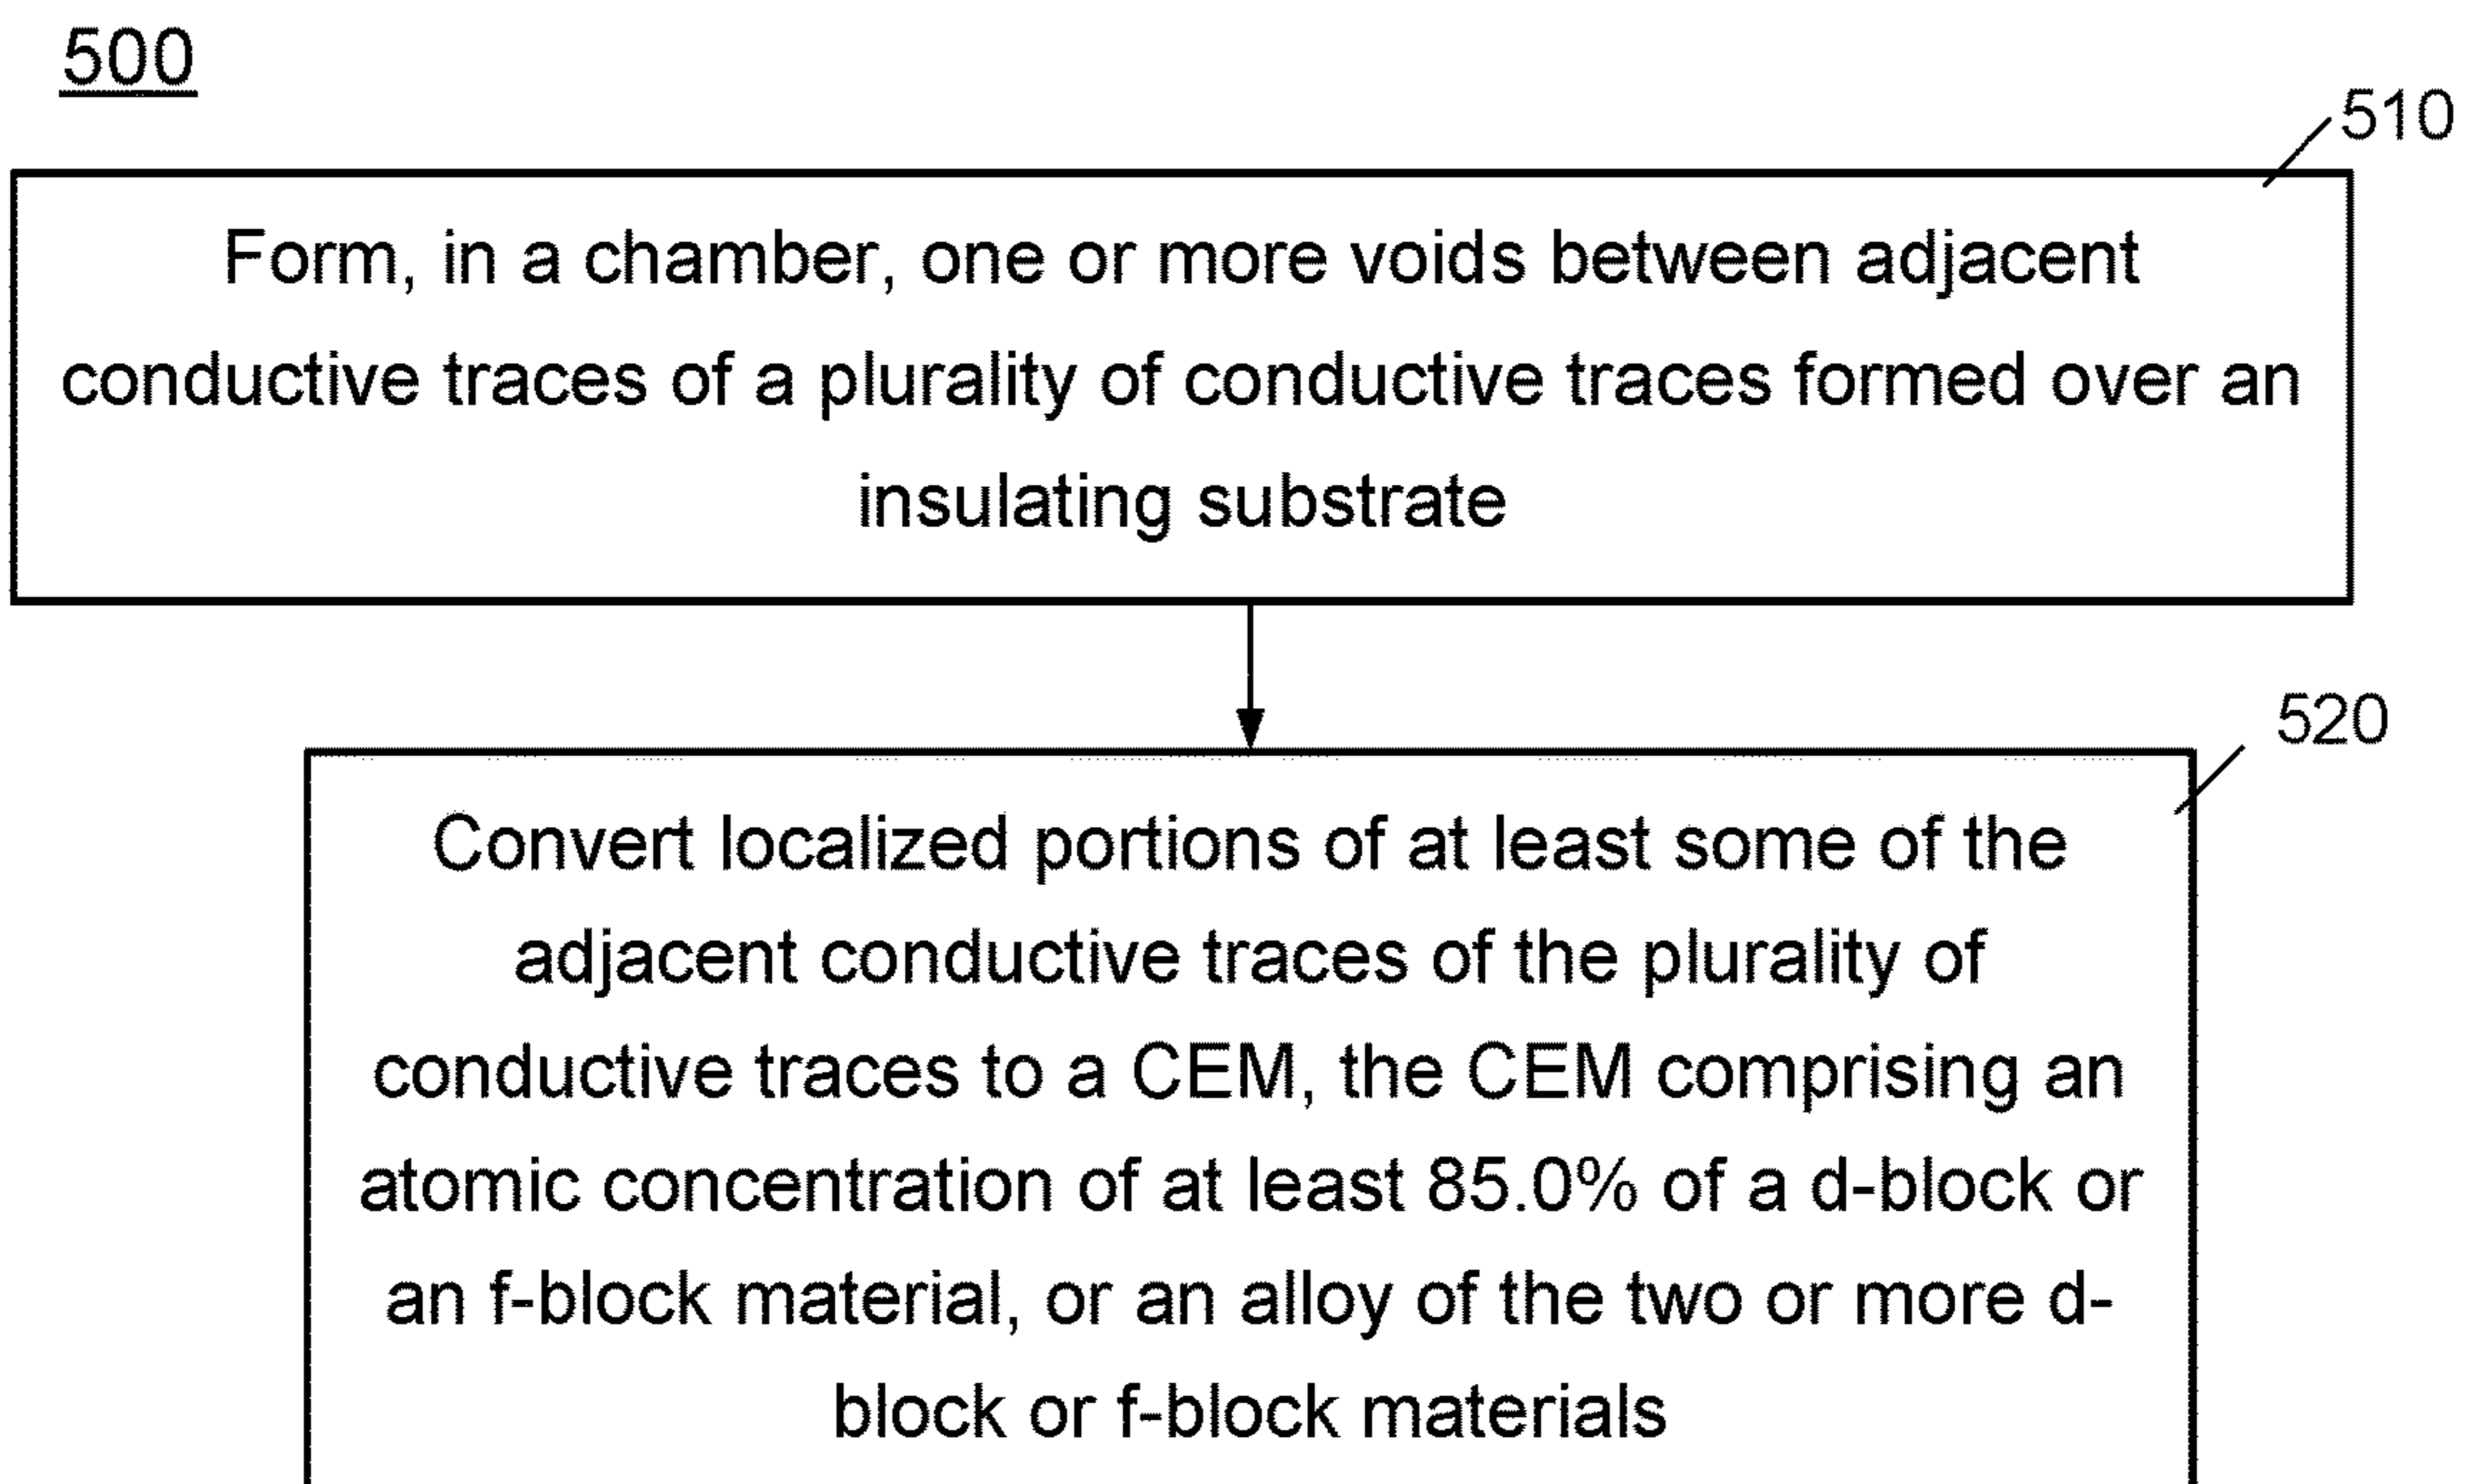 500
510
Form, in a chamber, one or more voids between adjacent
conductive traces of a plurality of conductive traces formed over an
insulating substrate
520
Convert localized portions of at least some of the
adjacent conductive traces of the plurality of
conductive traces to a CEM, the CEM comprising an
atomic concentration of at least 85.0% of a d-block or
an f-block material, or an alloy of the two or more d-
block or f-block materials